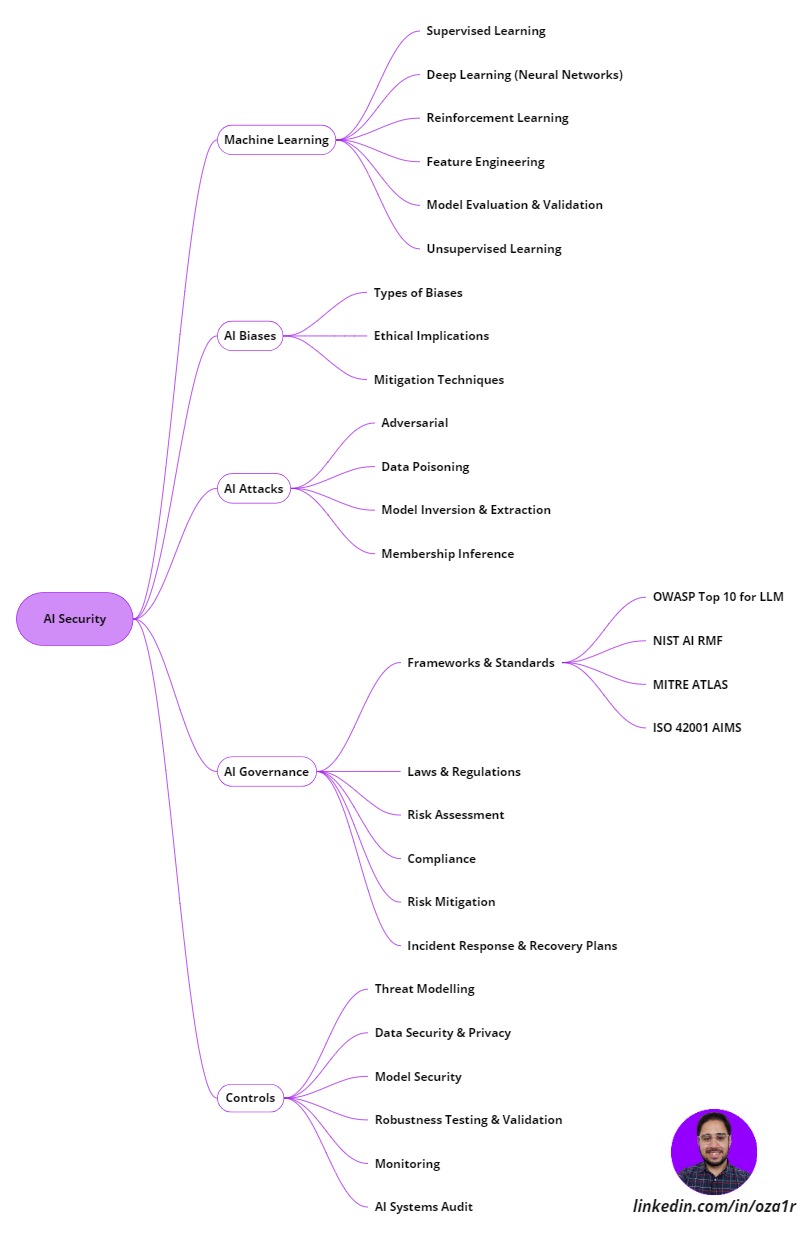 Supervised Learning
Deep Learning (Neural Networks)
Reinforcement Learning
Machine Learning
Feature Engineering
Model Evaluation & Validation
Unsupervised Learning
Types of Biases
AI Biases
Ethical Implications
Mitigation Techniques
Adversarial
Data Poisoning
AI Attacks
Model Inversion & Extraction
Membership Inference
AI Security
OWASP Top 10 for LLM
NIST AI RMF
Frameworks & Standards
MITRE ATLAS
ISO 42001 AIMS
AI Governance
Laws & Regulations
Risk Assessment
Compliance
Risk Mitigation
Incident Response & Recovery Plans
Threat Modelling
Data Security & Privacy
Model Security
Controls
Robustness Testing & Validation
Monitoring
AI Systems Audit
linkedin.com/in/oza1r